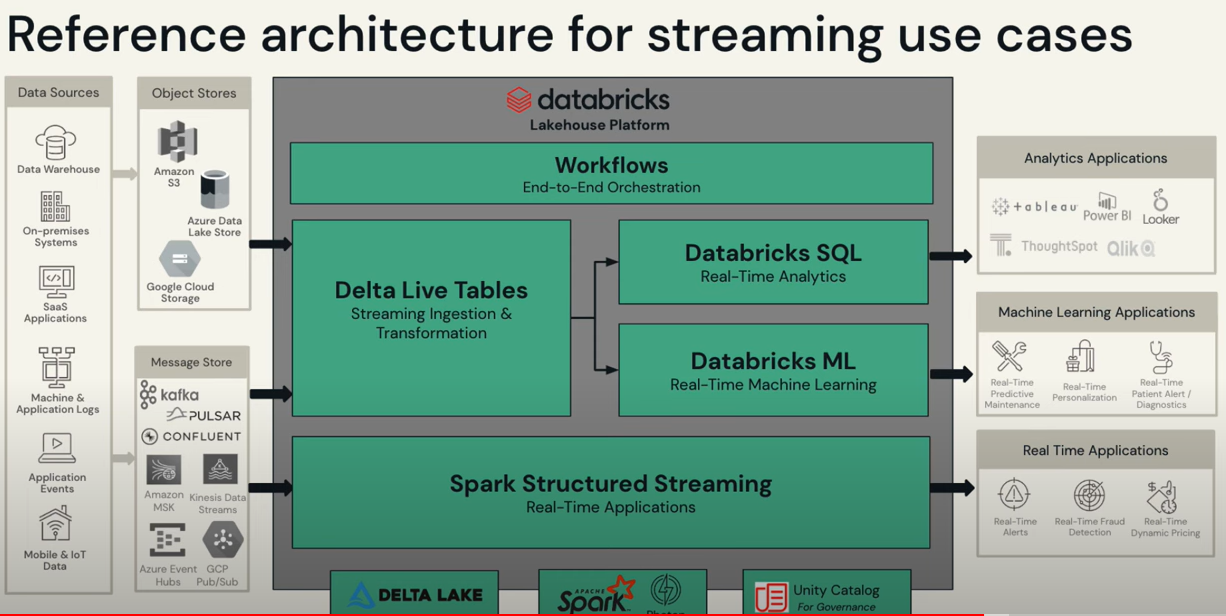 Reference architecture for streaming use cases
Data Sources
Data Warehouse
On-premises
Systems
SaaS
Applications
Machine &
Application Logs
Application
Events
Mobile & IoT
Data
Object Stores
Amazon
S3
Azure Data
Lake Store
Google Cloud
Storage
Message Store
kafka
PULSAR
CONFLUENT
Amazon
MSK
Kinesis Data
Streams
Azure Event
Hubs
GCP
Pub/Sub
databricks
Lakehouse Platform
Workflows
End-to-End Orchestration
Delta Live Tables
Streaming Ingestion &
Transformation
Databricks SQL
Real-Time Analytics
Databricks ML
Real-Time Machine Learning
Spark Structured Streaming
Real-Time Applications
DELTA LAKE
APACHE
Spark
Photon
Unity Catalog
For Governance
Analytics Applications
+ableau
Power BI
Looker
ThoughtSpot
Qlik
Machine Learning Applications
Real-Time
Predictive
Maintenance
Real-Time
Personalization
Real-Time
Patient Alert /
Diagnostics
Real Time Applications
Real-Time
Alerts
Real-Time Fraud
Detection
Real-Time
Dynamic Pricing